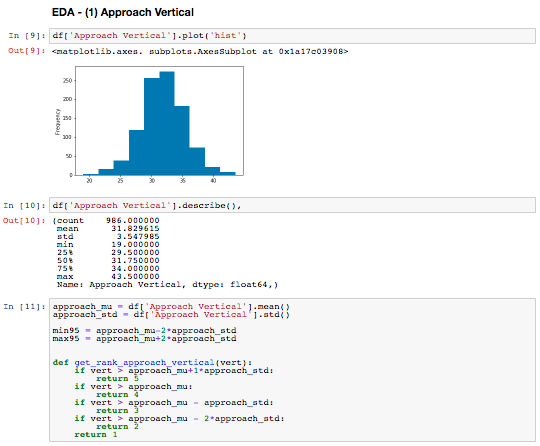 EDA - (1) Approach Vertical
In [9]: df['Approach Vertical'].plot('hist')
Out[9]: <matplotlib.axes._subplots.AxesSubplot at 0x1a17c03908>
Frequency
250
200
150
100
50
0
20 25 30 35 40
In [10]: df['Approach Vertical'].describe(),
Out[10]: (count 986.000000
mean 31.829615
std 3.547985
min 19.000000
25% 29.500000
50% 31.750000
75% 34.000000
max 43.500000
Name: Approach Vertical, dtype: float64,)
In [11]: approach_mu = df['Approach Vertical'].mean()
approach_std = df['Approach Vertical'].std()
min95 = approach_mu-2*approach_std
max95 = approach_mu+2*approach_std
def get_rank_approach_vertical(vert):
if vert > approach_mu+1*approach_std:
return 5
if vert > approach_mu:
return 4
if vert > approach_mu - approach_std:
return 3
if vert > approach_mu - 2*approach_std:
return 2
return 1